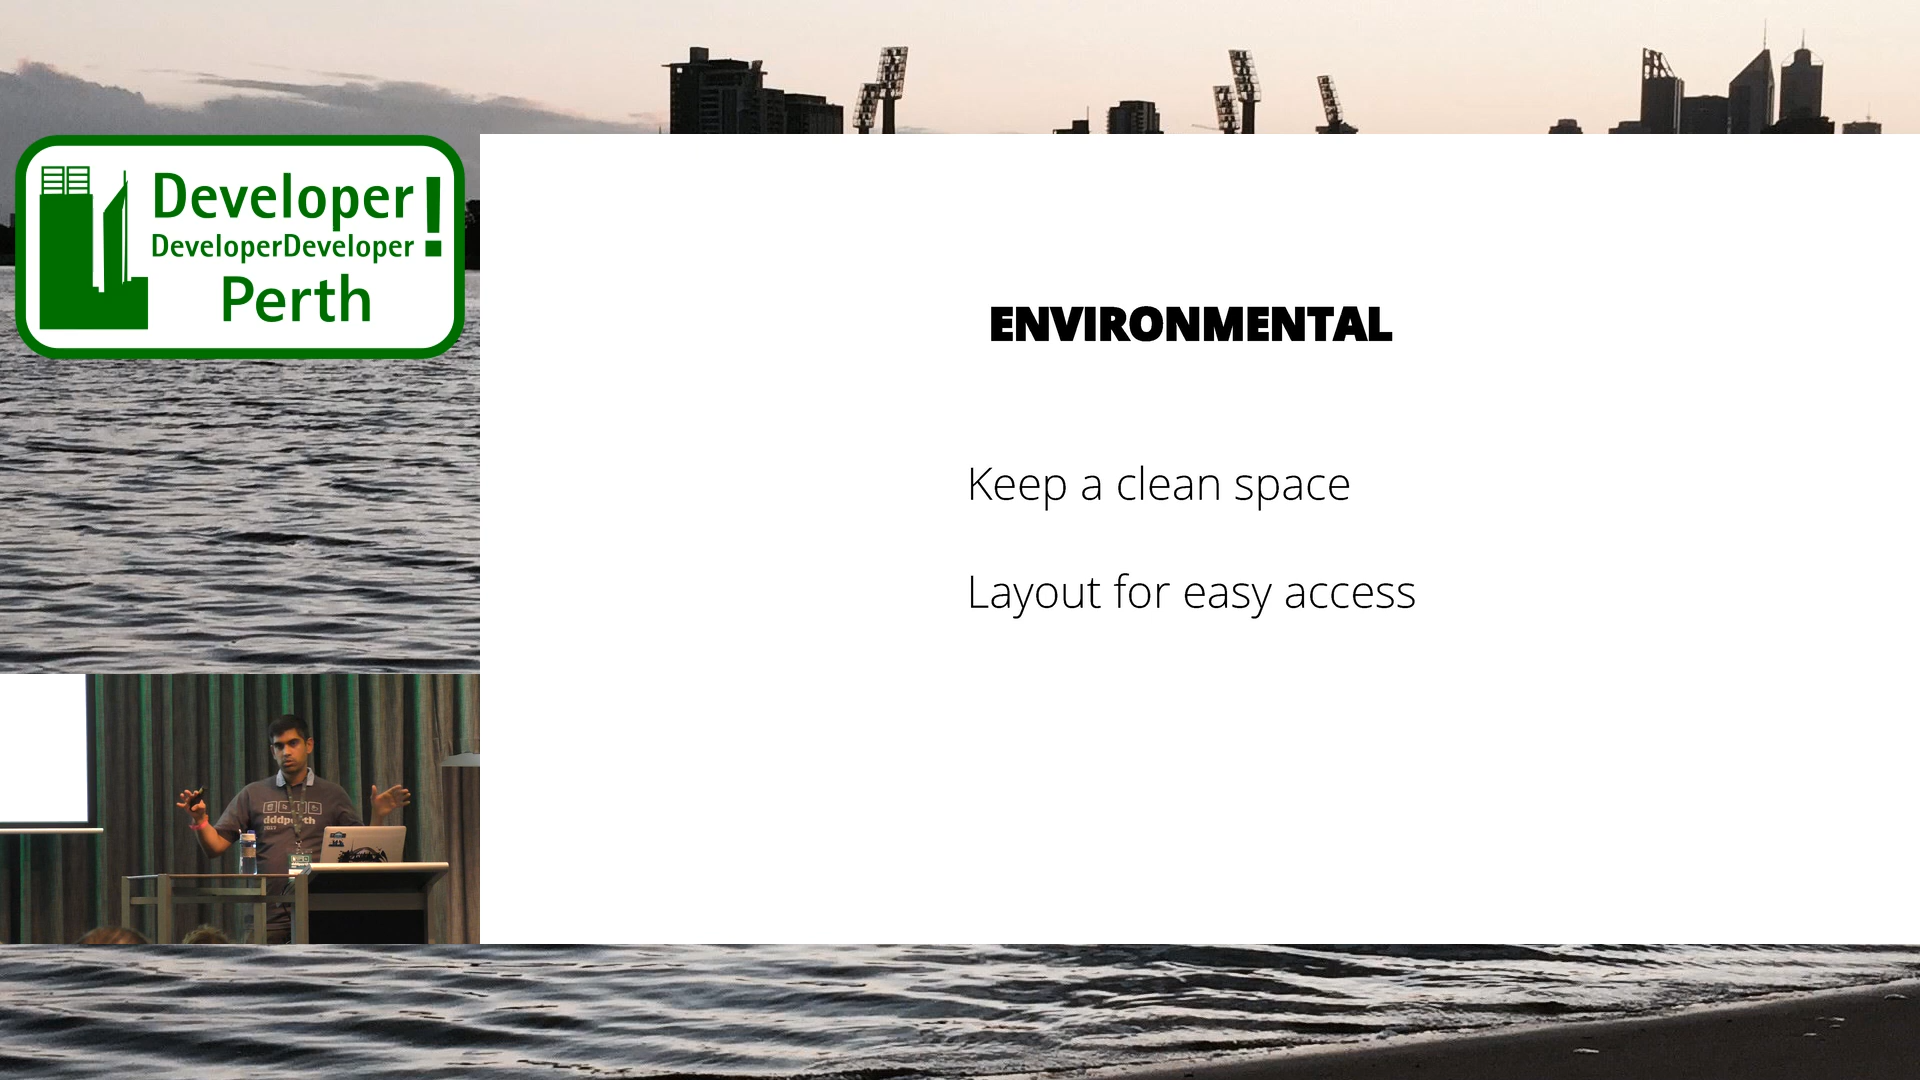 Developer!
DeveloperDeveloper
Perth
ENVIRONMENTAL
Keep a clean space
Layout for easy access
dddperth